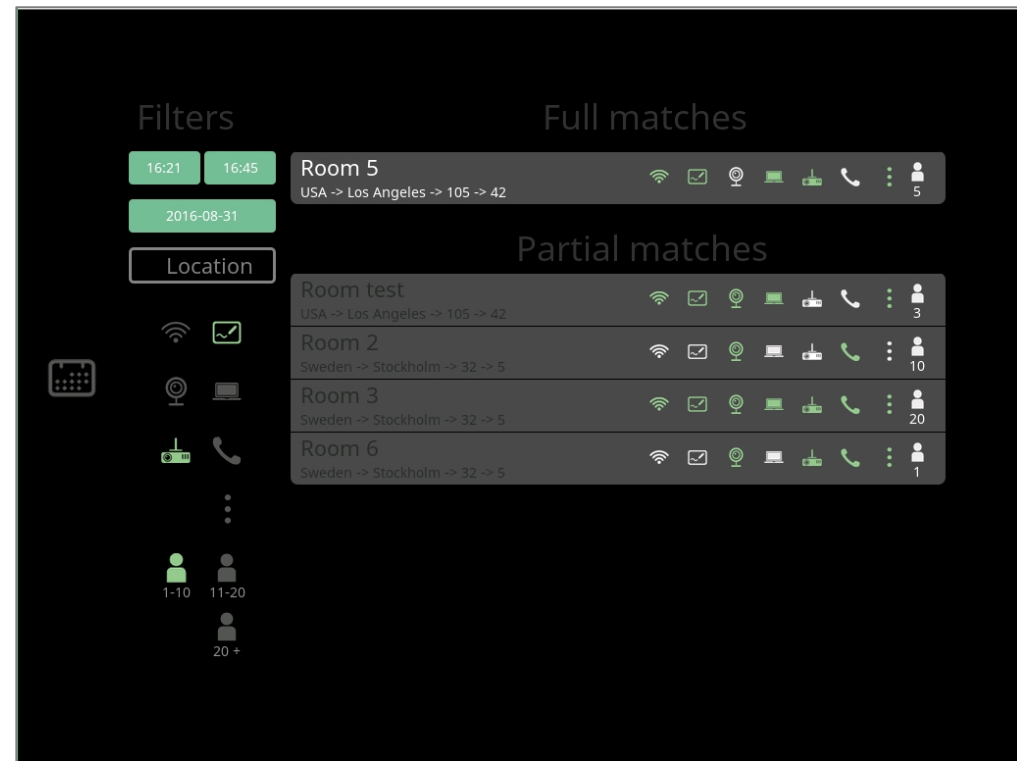 Filters
16:21 16:45
2016-08-31
Location
1-10 11-20
20 +
Full matches
Room 5
USA -> Los Angeles -> 105 -> 42
5
Partial matches
Room test
USA -> Los Angeles -> 105 -> 42
3
Room 2
Sweden -> Stockholm -> 32 -> 5
10
Room 3
Sweden -> Stockholm -> 32 -> 5
20
Room 6
Sweden -> Stockholm -> 32 -> 5
1